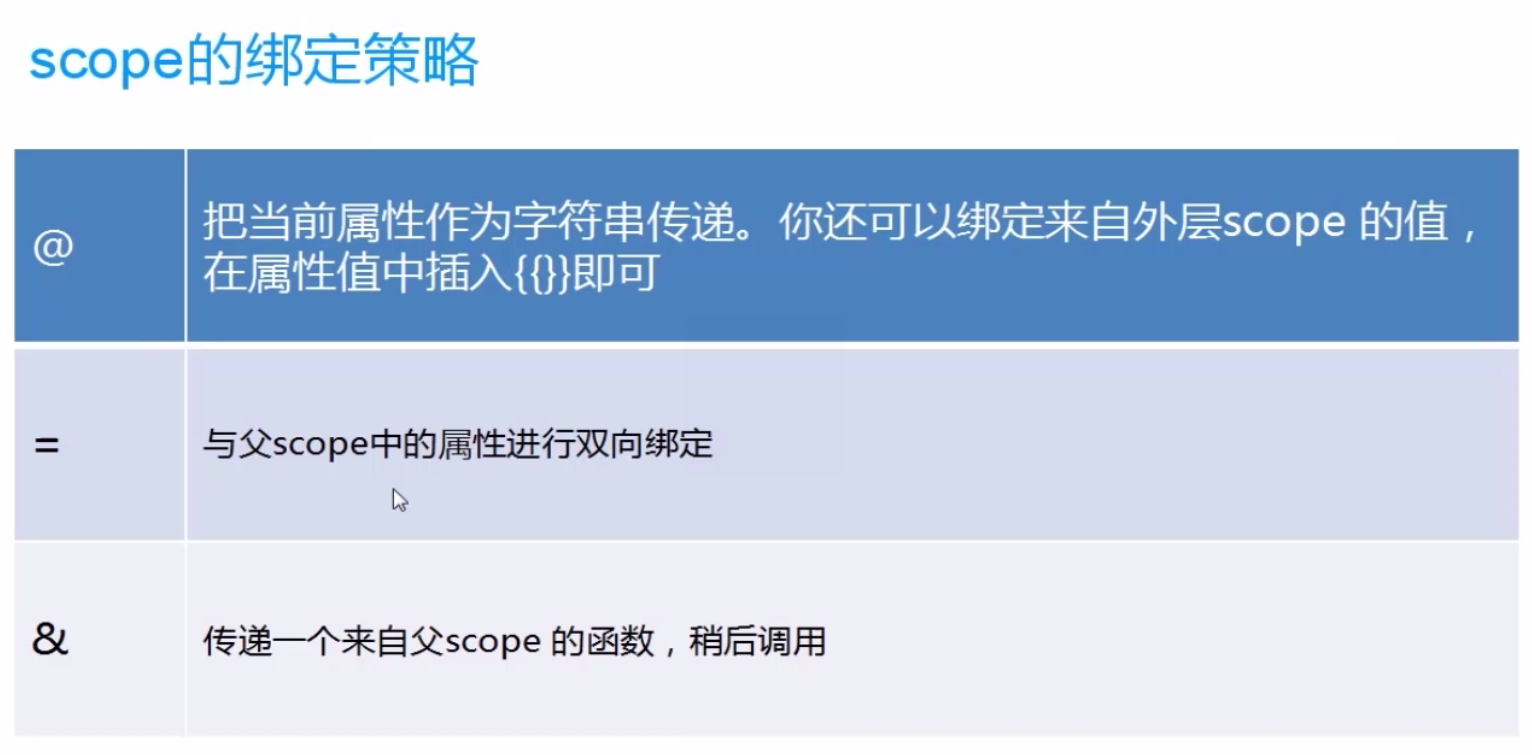 scope的绑定策略
@
把当前属性作为字符串传递。你还可以绑定来自外层scope 的值，
在属性值中插入{{}}即可
=
与父scope中的属性进行双向绑定
&
传递一个来自父scope 的函数，稍后调用